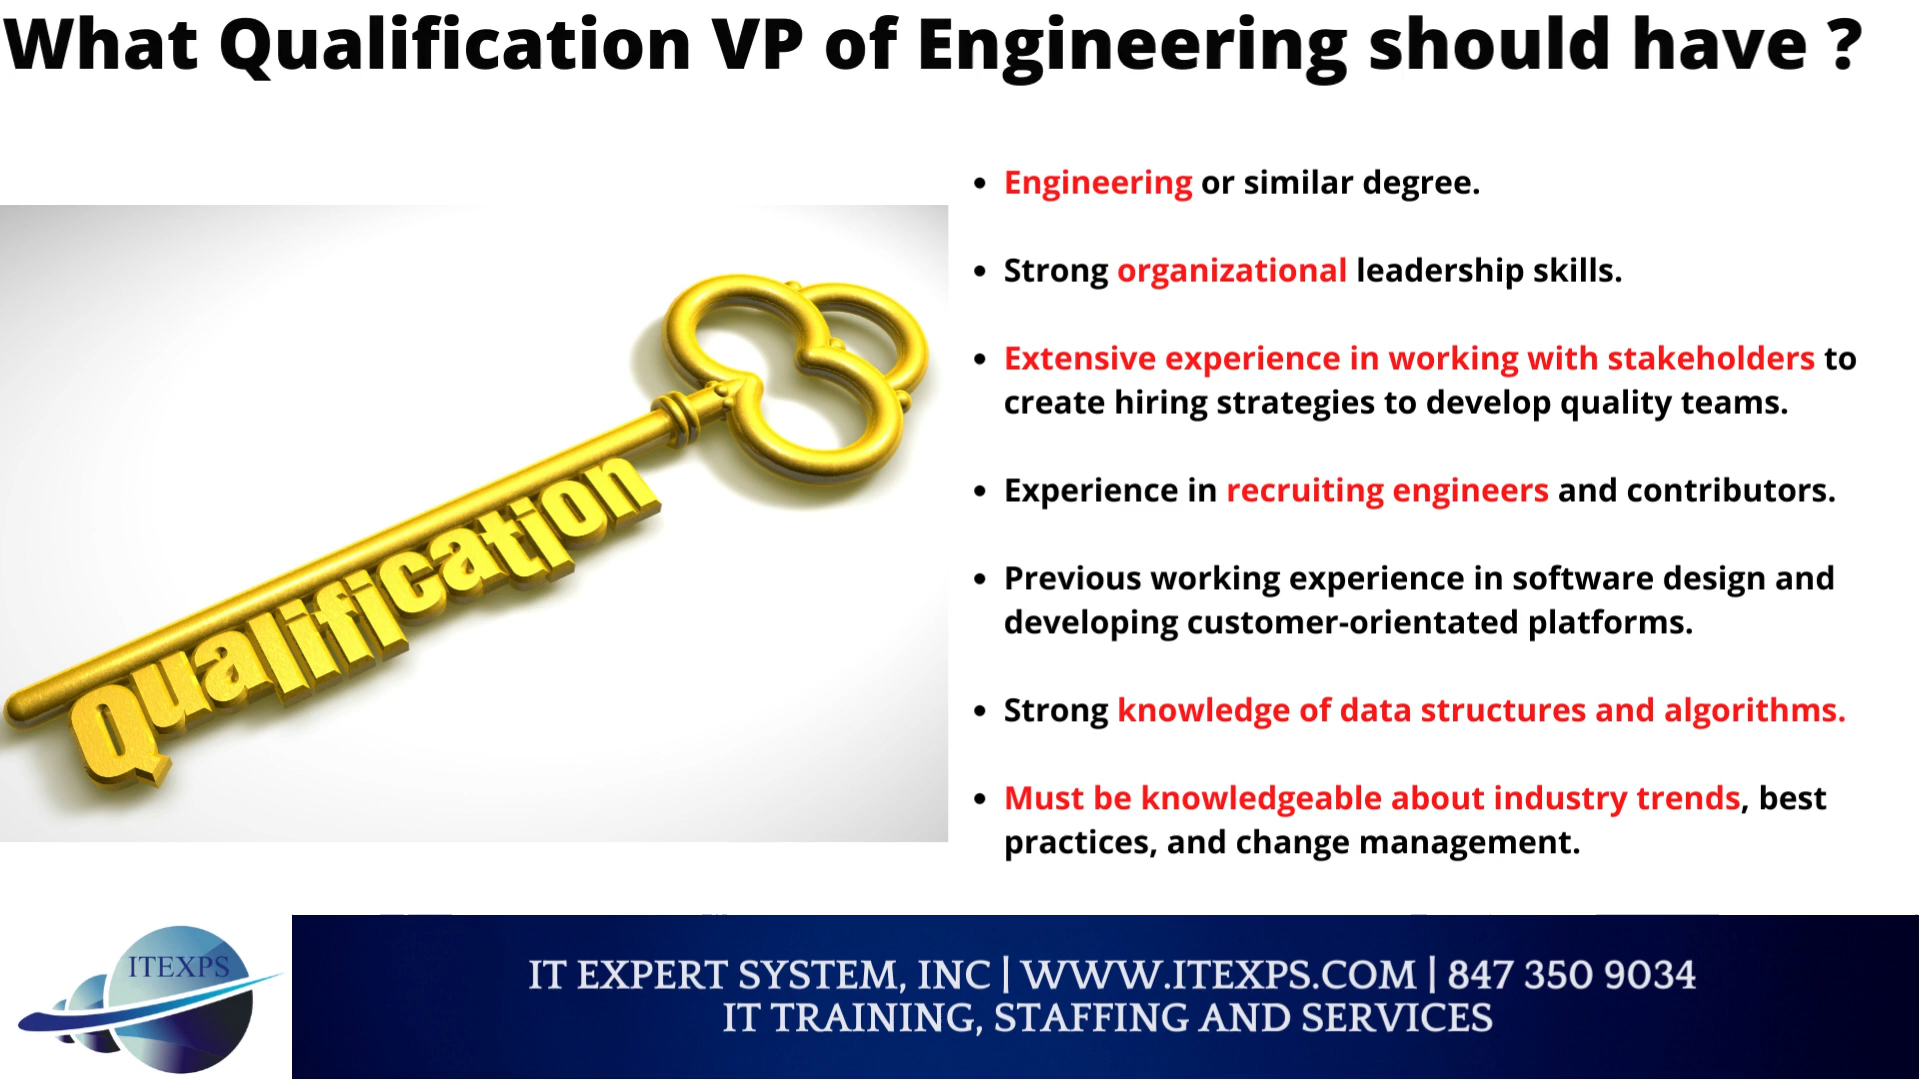 What Qualification VP of Engineering should have ?
Qualification
• Engineering or similar degree.
• Strong organizational leadership skills.
• Extensive experience in working with stakeholders to
create hiring strategies to develop quality teams.
• Experience in recruiting engineers and contributors.
• Previous working experience in software design and
developing customer-orientated platforms.
• Strong knowledge of data structures and algorithms.
• Must be knowledgeable about industry trends, best
practices, and change management.
ITEXPS
IT EXPERT SYSTEM, INC | WWW.ITEXPS.COM | 847 350 9034
IT TRAINING, STAFFING AND SERVICES